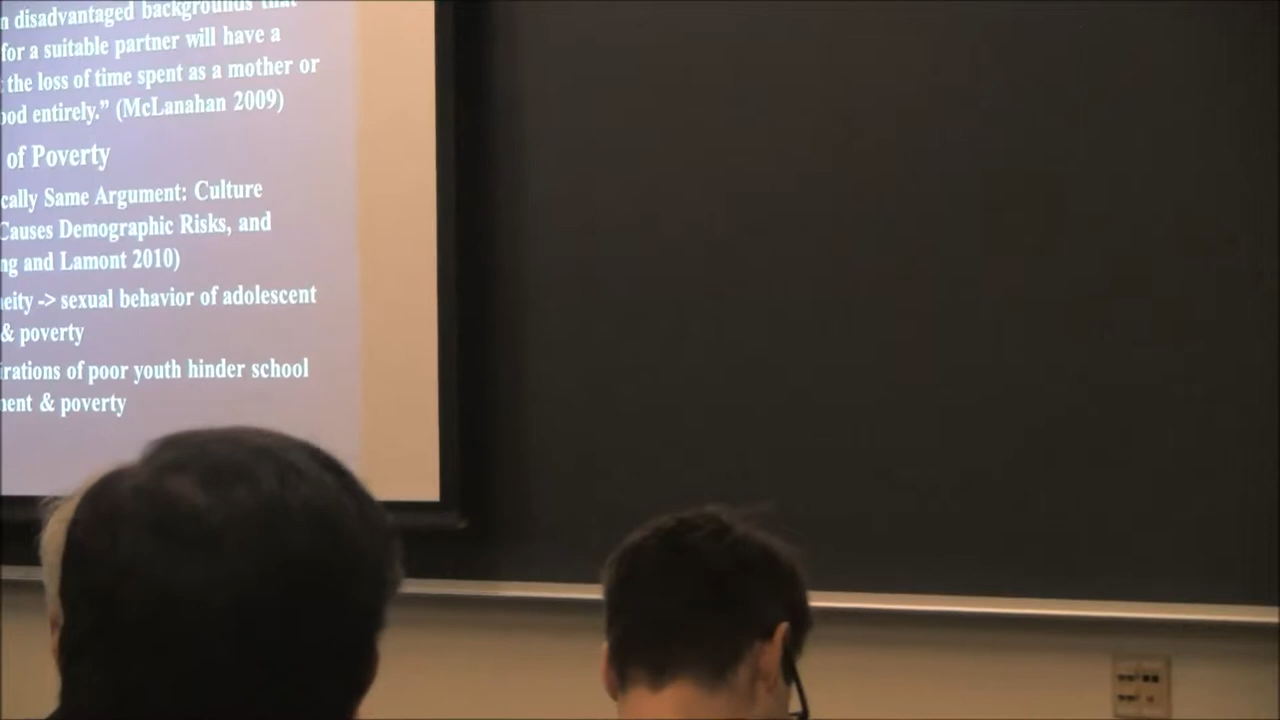 n disadvantaged backgrounds that
for a suitable partner will have a
the loss of time spent as a mother or
ood entirely.” (McLanahan 2009)
of Poverty
cally Same Argument: Culture
Causes Demographic Risks, and
ng and Lamont 2010)
eity -> sexual behavior of adolescent
& poverty
irations of poor youth hinder school
ment & poverty